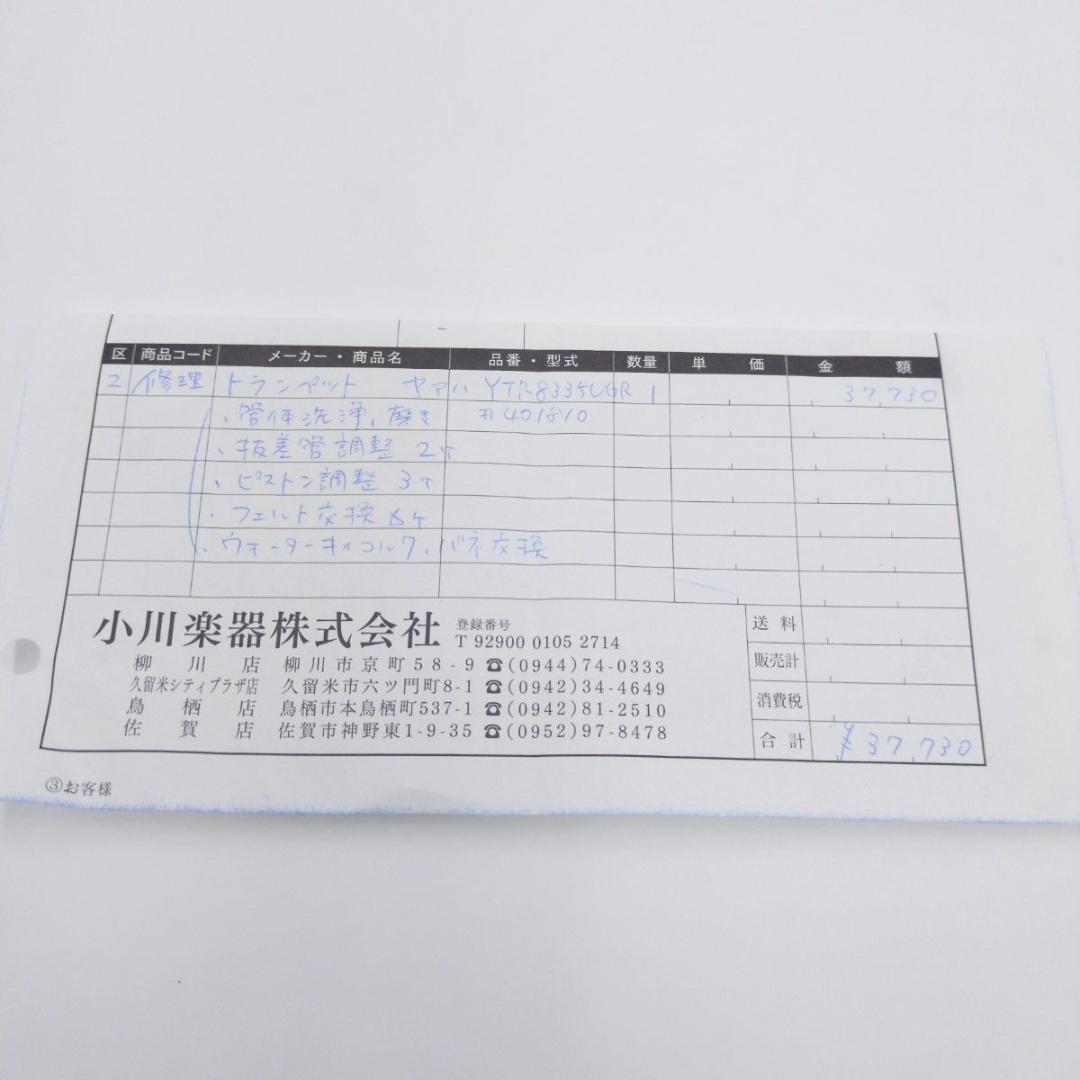 区 商品コード メーカー・商品名 品番・型式 数量 単価 金額
2 修理 トランペット ヤマハ YTR-8335UGR 1 37,730
・管体洗浄、磨き #401810
・抜差管調整 2ケ
・ピストン調整 3ケ
・フェルト交換 ケ
・ウォーターキィコルク、バネ交換
小川楽器株式会社 登録番号
T 92900 0105 2714
送料
柳川店 柳川市京町58-9 ☎(0944)74-0333
販売計
久留米シティプラザ店 久留米市六ツ門町8-1 ☎(0942)34-4649
鳥栖店 鳥栖市本鳥栖町537-1 ☎(0942)81-2510
消費税
佐賀店 佐賀市神野東1-9-35 ☎(0952)97-8478
合計 ¥37,730
③お客様